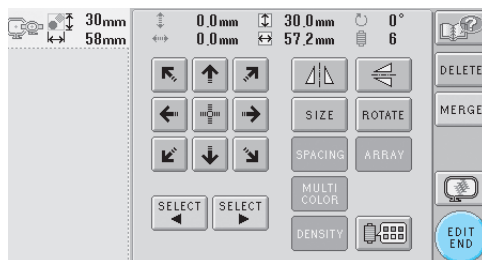 30mm
58mm
0.0mm 30.0mm 0°
0.0mm 57.2mm 6
DELETE
MERGE
SIZE ROTATE
SPACING ARRAY
MULTI
COLOR
SELECT SELECT
DENSITY
EDIT
END